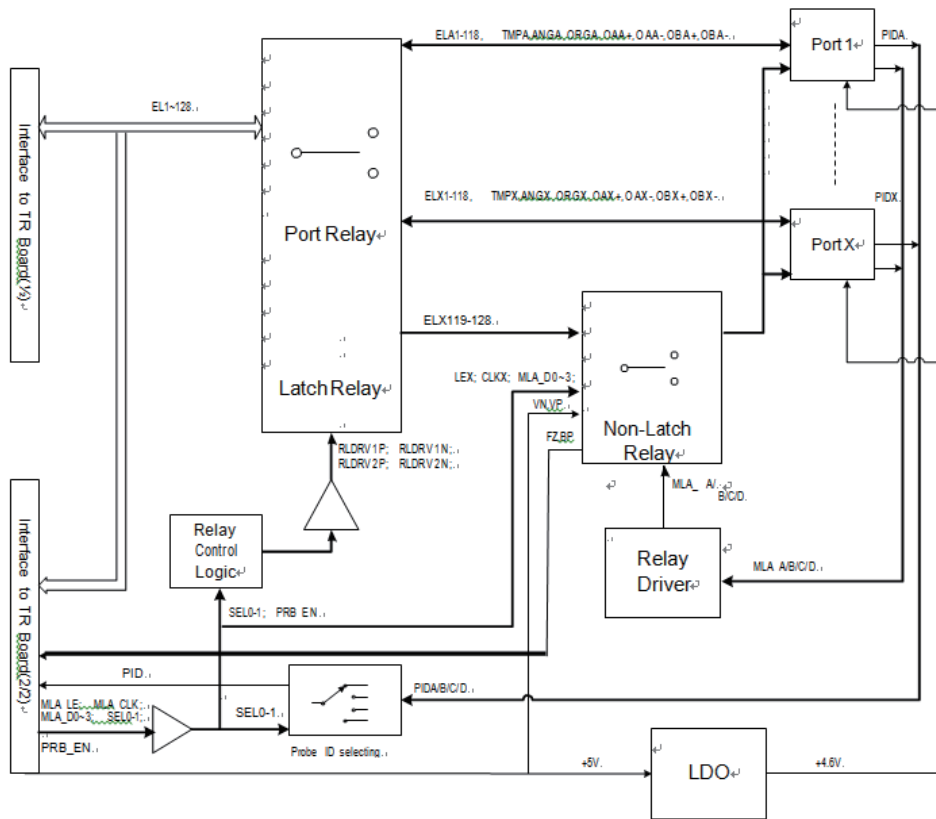 ELA1-118, TMPA,ANGA,ORGA,OAA+,OAA-,OBA+,OBA-.
Port 1
PIDA.
Interface to TR Board(½)
EL1~128.
ELX1-118, TMPX,ANGX,ORGX,OAX+,OAX-,OBX+,OBX-.
PIDX.
Port Relay
Port X
ELX119-128.
Latch Relay
LEX; CLKX; MLA_D0~3;
VN,VP.
FZ,BP.
Non-Latch
Relay
RLDRV1P; RLDRV1N;
RLDRV2P; RLDRV2N;
MLA_ A/.
B/C/D.
Interface to TR Board(2/2)
Relay
Control
Logic
Relay
Driver
MLA A/B/C/D.
SEL0-1; PRB EN.
PID.
PIDA/B/C/D.
MLA LE; MLA CLK;
MLA_D0~3; SEL0-1;
SEL0-1.
PRB_EN.
Probe ID selecting.
+5V.
LDO
+4.6V.